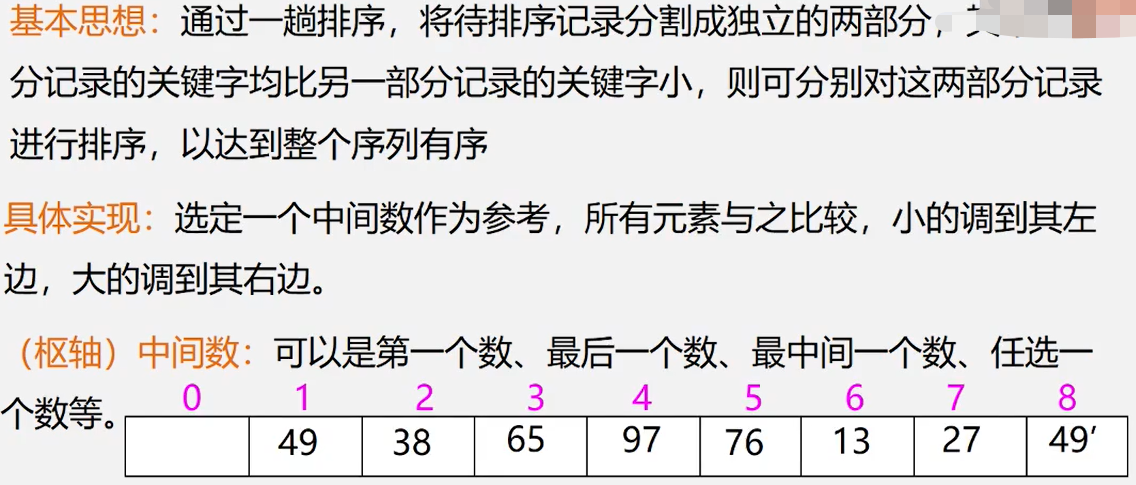 基本思想：通过一趟排序，将待排序记录分割成独立的两部分，
分记录的关键字均比另一部分记录的关键字小，则可分别对这两部分记录
进行排序，以达到整个序列有序
具体实现：选定一个中间数作为参考，所有元素与之比较，小的调到其左
边，大的调到其右边。
（枢轴）中间数：可以是第一个数、最后一个数、最中间一个数、任选一
个数等。
0 1 2 3 4 5 6 7 8
49 38 65 97 76 13 27 49′